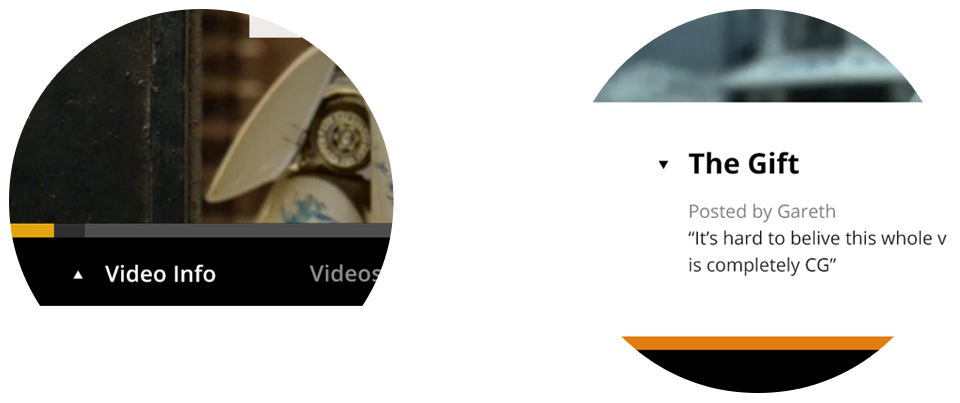 Video Info
Videos
The Gift
Posted by Gareth
“It’s hard to belive this whole v
is completely CG”